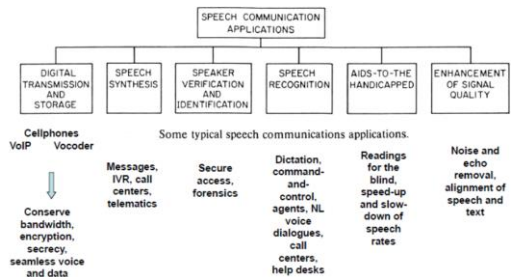 SPEECH COMMUNICATION
APPLICATIONS
DIGITAL
TRANSMISSION
AND
STORAGE
SPEECH
SYNTHESIS
SPEAKER
VERIFICATION
AND
IDENTIFICATION
SPEECH
RECOGNITION
AIDS-TO-THE
HANDICAPPED
ENHANCEMENT
OF SIGNAL
QUALITY
Some typical speech communications applications.
Cellphones
VoIP Vocoder
Conserve
bandwidth,
encryption,
secrecy,
seamless voice
and data
Messages,
IVR, call
centers,
telematics
Secure
access,
forensics
Dictation,
command-
and-
control,
agents, NL
voice
dialogues,
call
centers,
help desks
Readings
for the
blind,
speed-up
and slow-
down of
speech
rates
Noise and
echo
removal,
alignment of
speech and
text